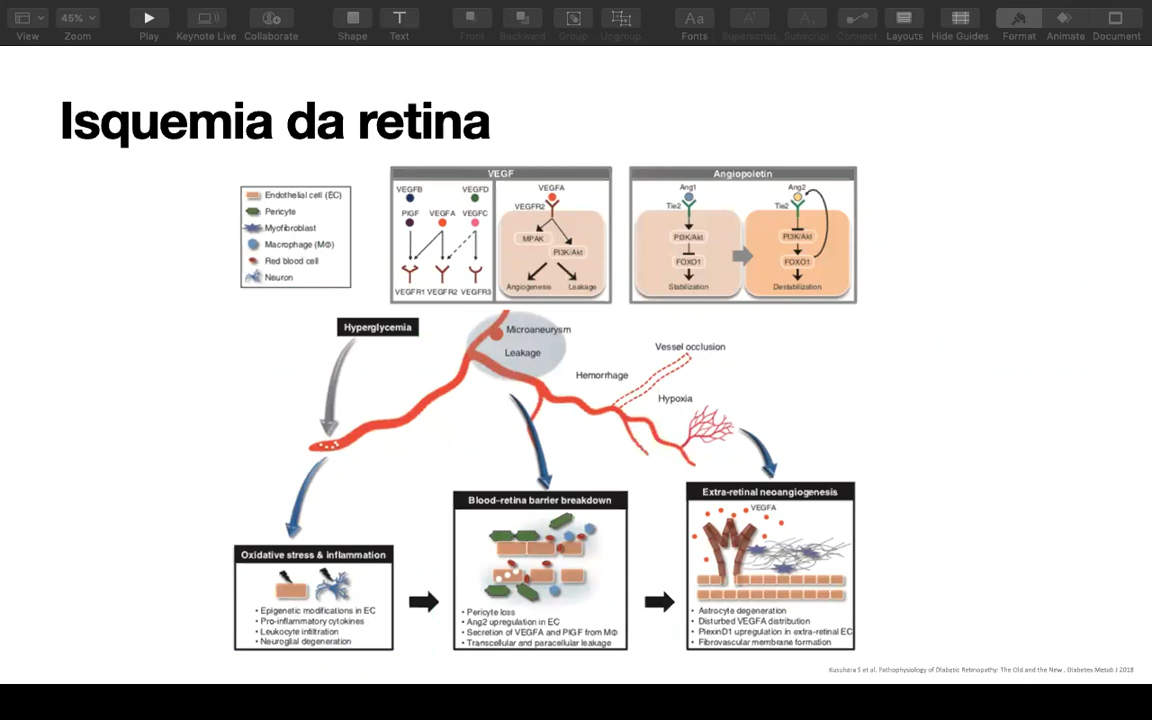 45%
View
Zoom
Play
Keynote Live
Collaborate
Shape
Text
Front
Backward
Group
Ungroup
Fonts
Superscript
Subscript
Connect
Layouts
Hide Guides
Format
Animate
Document
Isquemia da retina
Endothelial cell (EC)
Pericyte
Myofibroblast
Macrophage (MΦ)
Red blood cell
Neuron
VEGF
VEGFB
VEGFD
PlGF
VEGFA
VEGFC
VEGFR1
VEGFR2
VEGFR3
VEGFA
VEGFR2
MPAK
PI3K/Akt
Angiogenesis
Leakage
Angiopoietin
Ang1
Tie2
PI3K/Akt
FOXO1
Stabilization
Ang2
Tie2
PI3K/Akt
FOXO1
Destabilization
Hyperglycemia
Microaneurysm
Leakage
Hemorrhage
Vessel occlusion
Hypoxia
Oxidative stress & inflammation
• Epigenetic modifications in EC
• Pro-inflammatory cytokines
• Leukocyte infiltration
• Neuroglial degeneration
Blood–retina barrier breakdown
• Pericyte loss
• Ang2 upregulation in EC
• Secretion of VEGFA and PlGF from MΦ
• Transcellular and paracellular leakage
Extra-retinal neoangiogenesis
VEGFA
• Astrocyte degeneration
• Disturbed VEGFA distribution
• PlexinD1 upregulation in extra-retinal EC
• Fibrovascular membrane formation
Kusuhara S et al. Pathophysiology of Diabetic Retinopathy: The Old and the New . Diabetes Metab J 2018